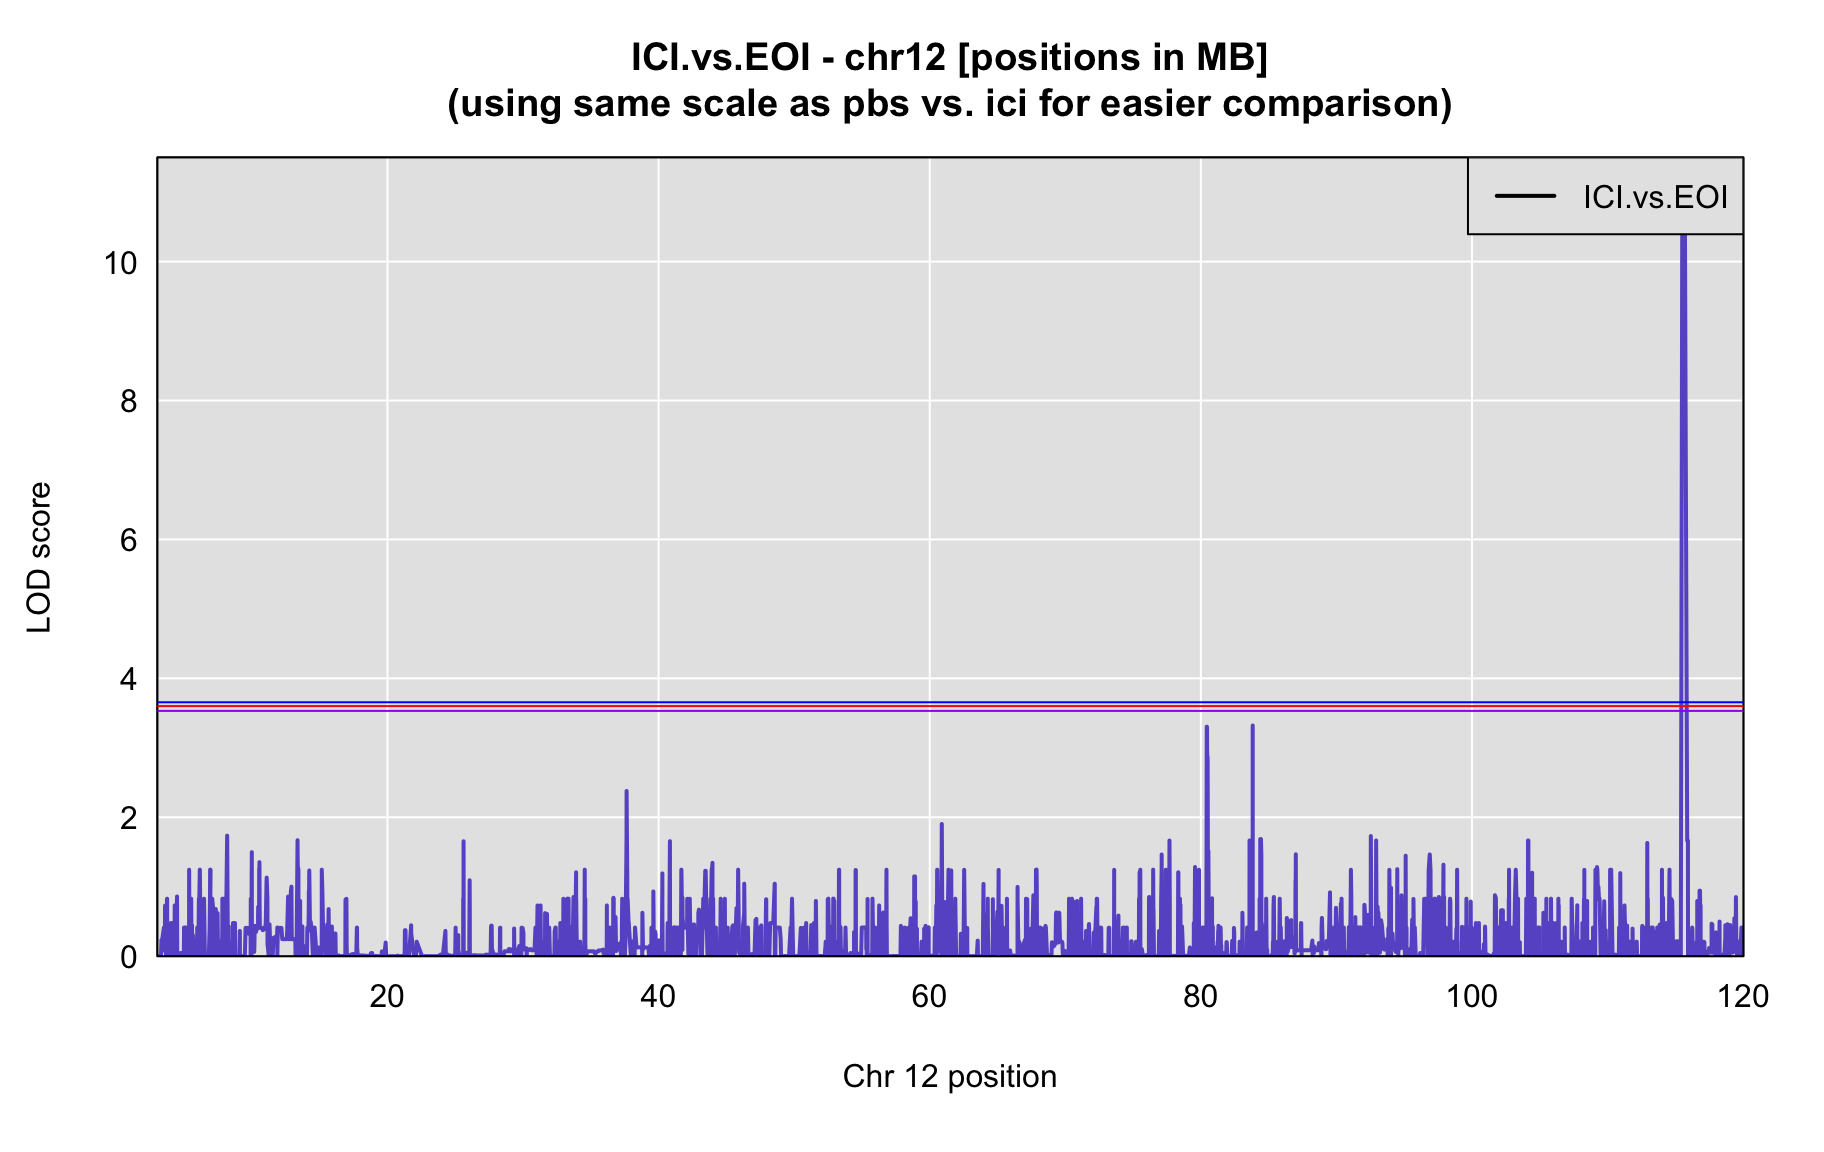 ICI.vs.EOI - chr12 [positions in MB]
(using same scale as pbs vs. ici for easier comparison)
ICI.vs.EOI
LOD score
10
8
6
4
2
0
20
40
60
80
100
120
Chr 12 position